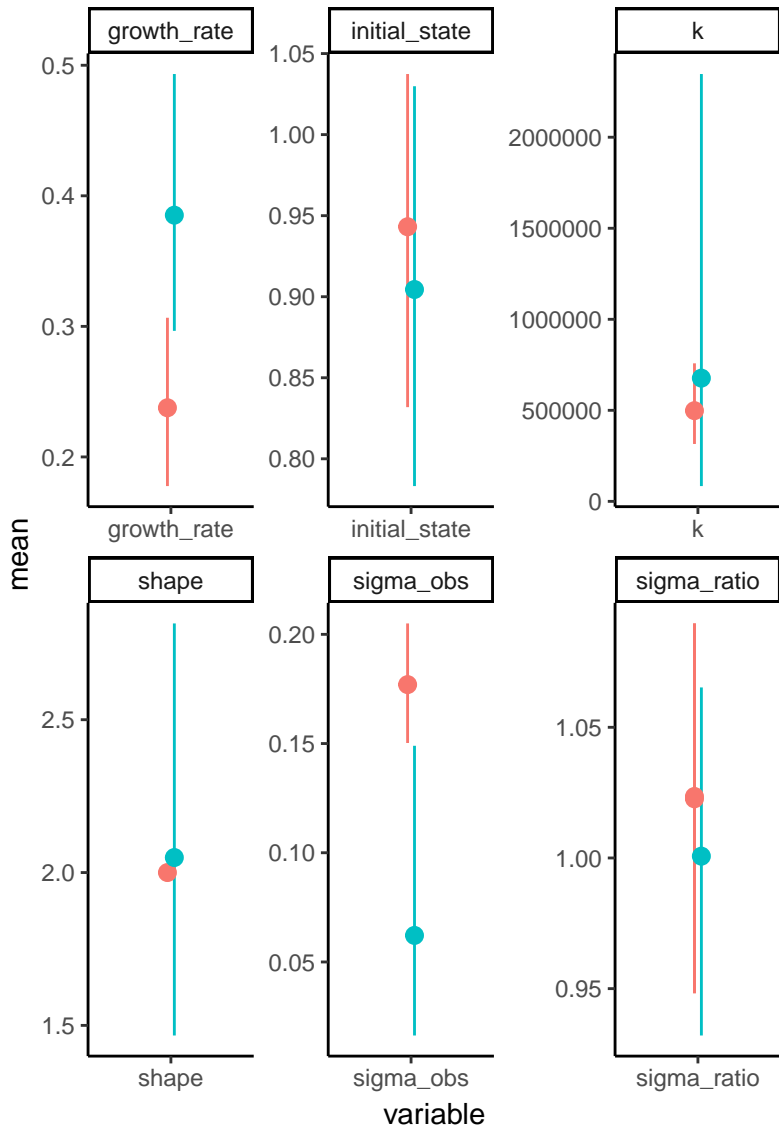 growth_rate
initial_state
k
0.5
0.4
0.3
0.2
1.05
1.00
0.95
0.90
0.85
0.80
2000000
1500000
1000000
500000
0
growth_rate
initial_state
k
mean
shape
sigma_obs
sigma_ratio
2.5
2.0
1.5
0.20
0.15
0.10
0.05
1.05
1.00
0.95
shape
sigma_obs
sigma_ratio
variable